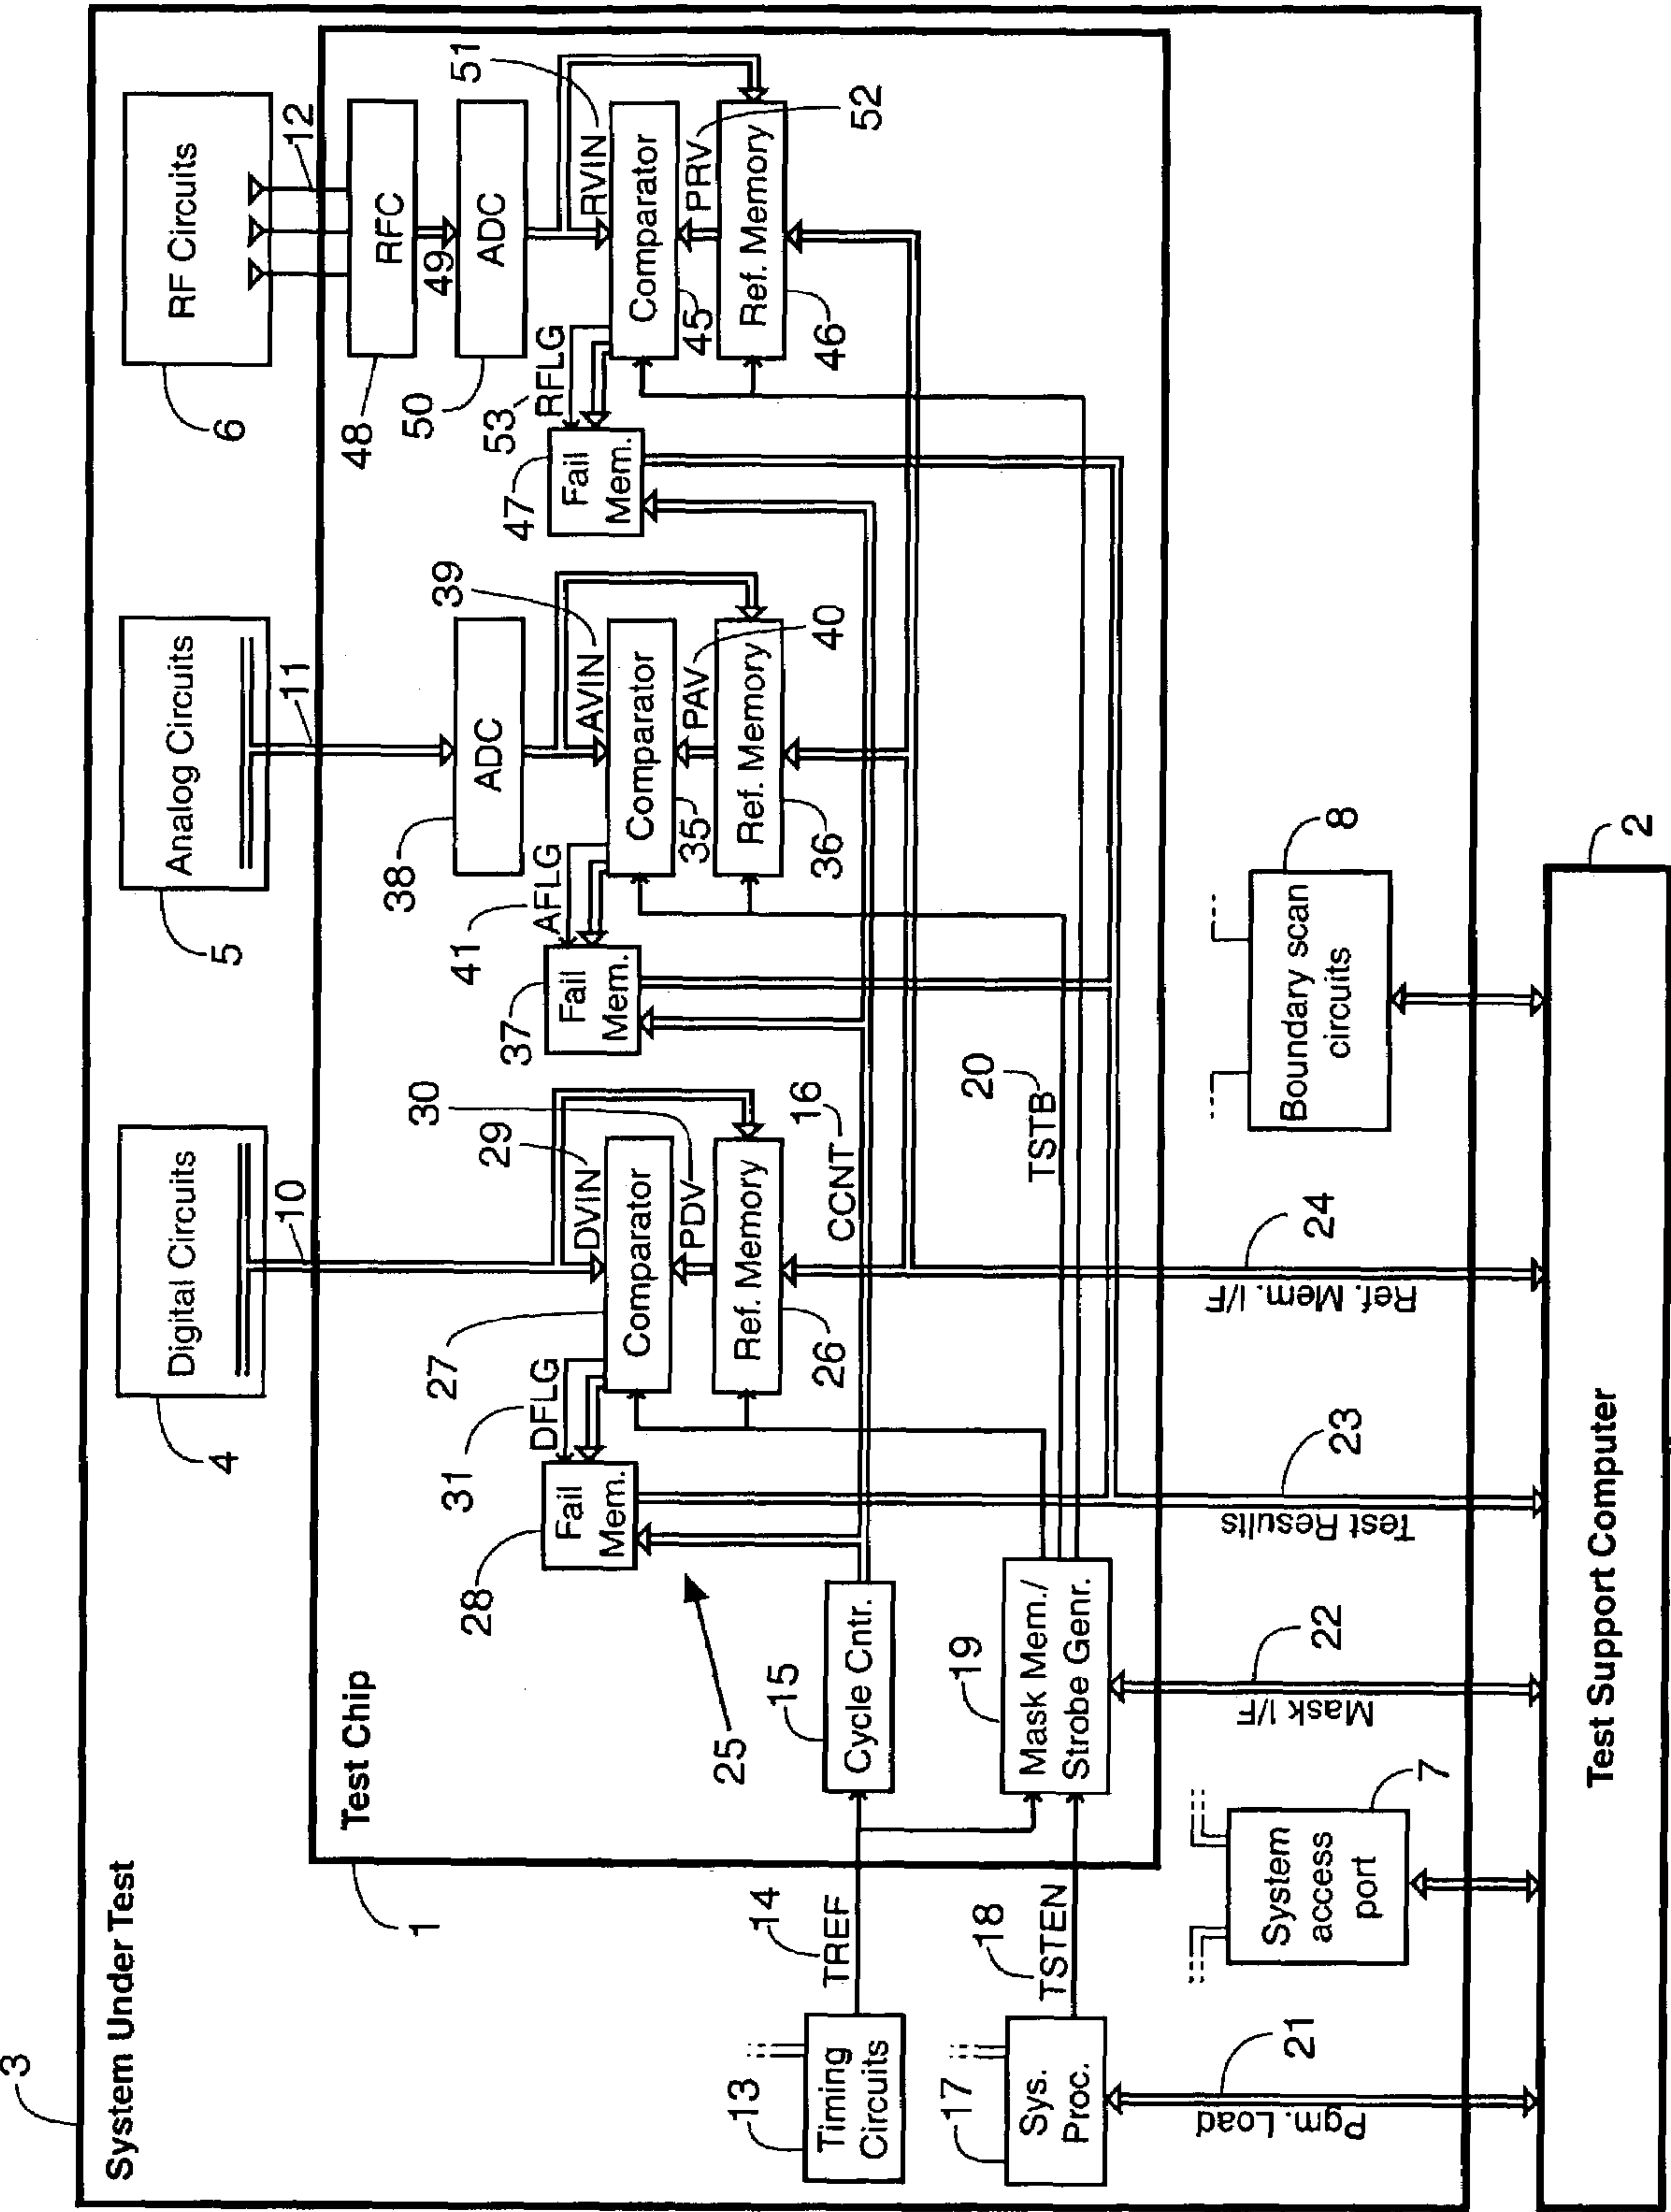 3
System Under Test
Digital Circuits
4
10
Analog Circuits
5
11
RF Circuits
6
12
Test Chip
1
RFC
48
49
ADC
38
ADC
50
DFLG
31
27
DVIN
29
30
Comparator
PDV
Ref. Memory
26
Fail
Mem.
28
25
AFLG
41
AVIN
39
Comparator
35
PAV
40
Ref. Memory
36
Fail
Mem.
37
RFLG
53
RVIN
51
Comparator
45
PRV
52
Ref. Memory
46
Fail
Mem.
47
13
Timing
Circuits
14
TREF
15
Cycle Cntr.
CCNT
16
17
Sys.
Proc.
18
TSTEN
19
Mask Mem./
Strobe Genr.
20
TSTB
Pgm. Load
21
System
access
port
7
Mask I/F
22
Test Results
23
Ref. Mem. I/F
24
Boundary scan
circuits
8
Test Support Computer
2